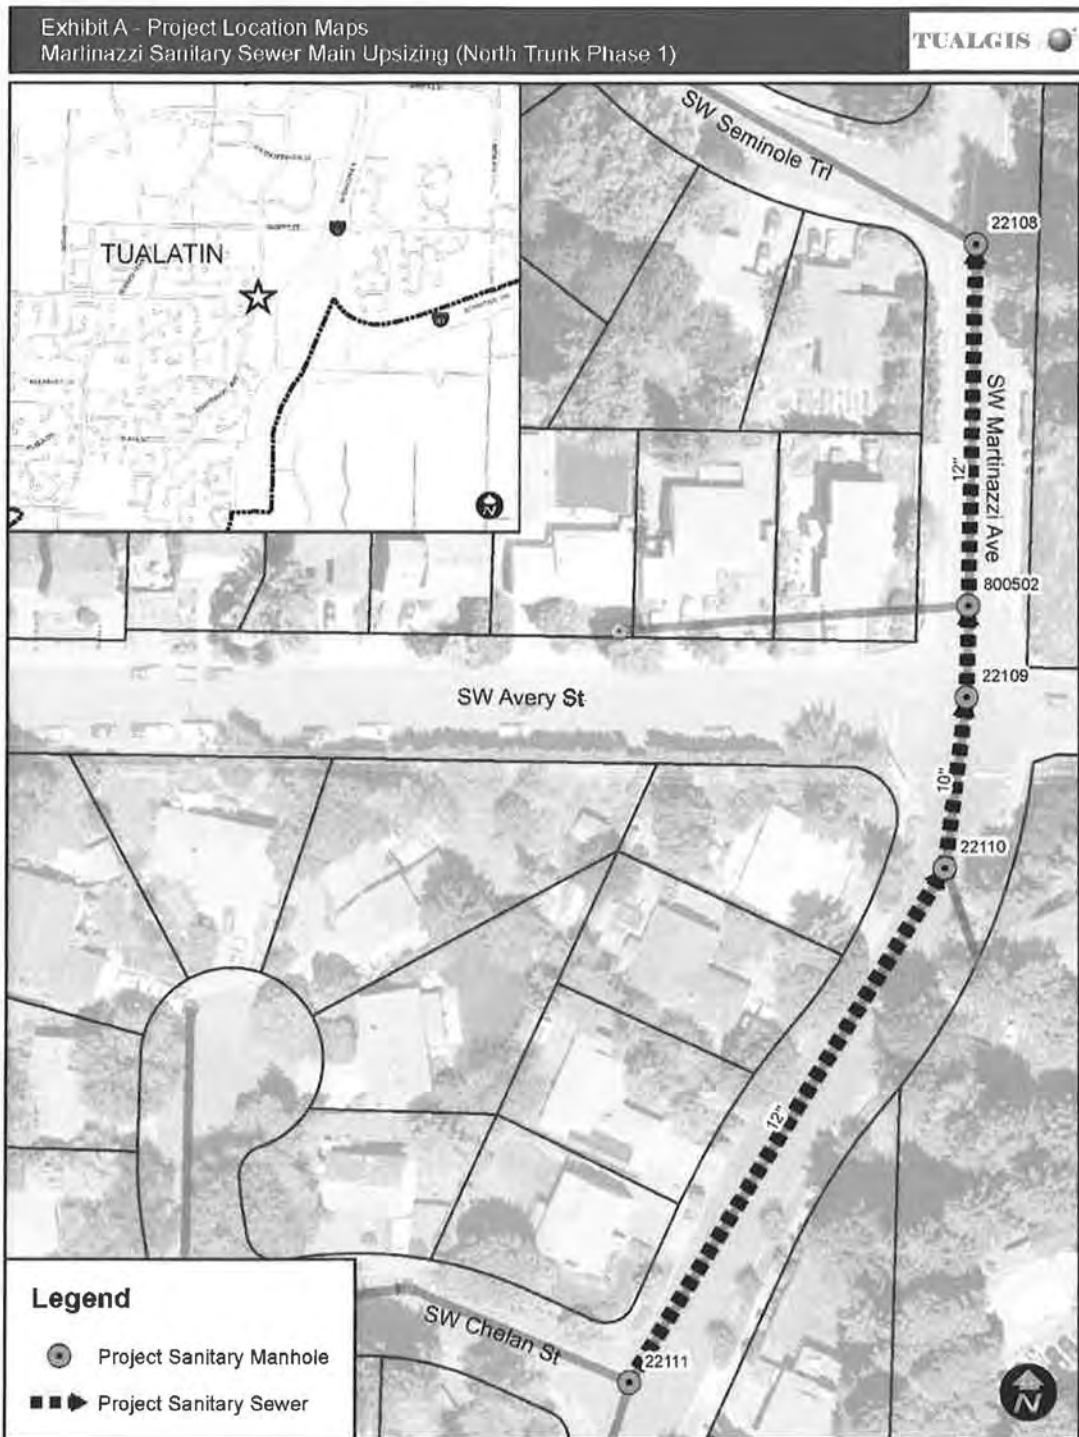 Exhibit A - Project Location Maps
Martinazzi Sanitary Sewer Main Upsizing (North Trunk Phase 1)
TUALGIS
TUALATIN
N
SW Seminole Trl
22108
SW Martinazzi Ave
12"
800502
22109
SW Avery St
10"
22110
12"
SW Chelan St
22111
Legend
Project Sanitary Manhole
Project Sanitary Sewer
N